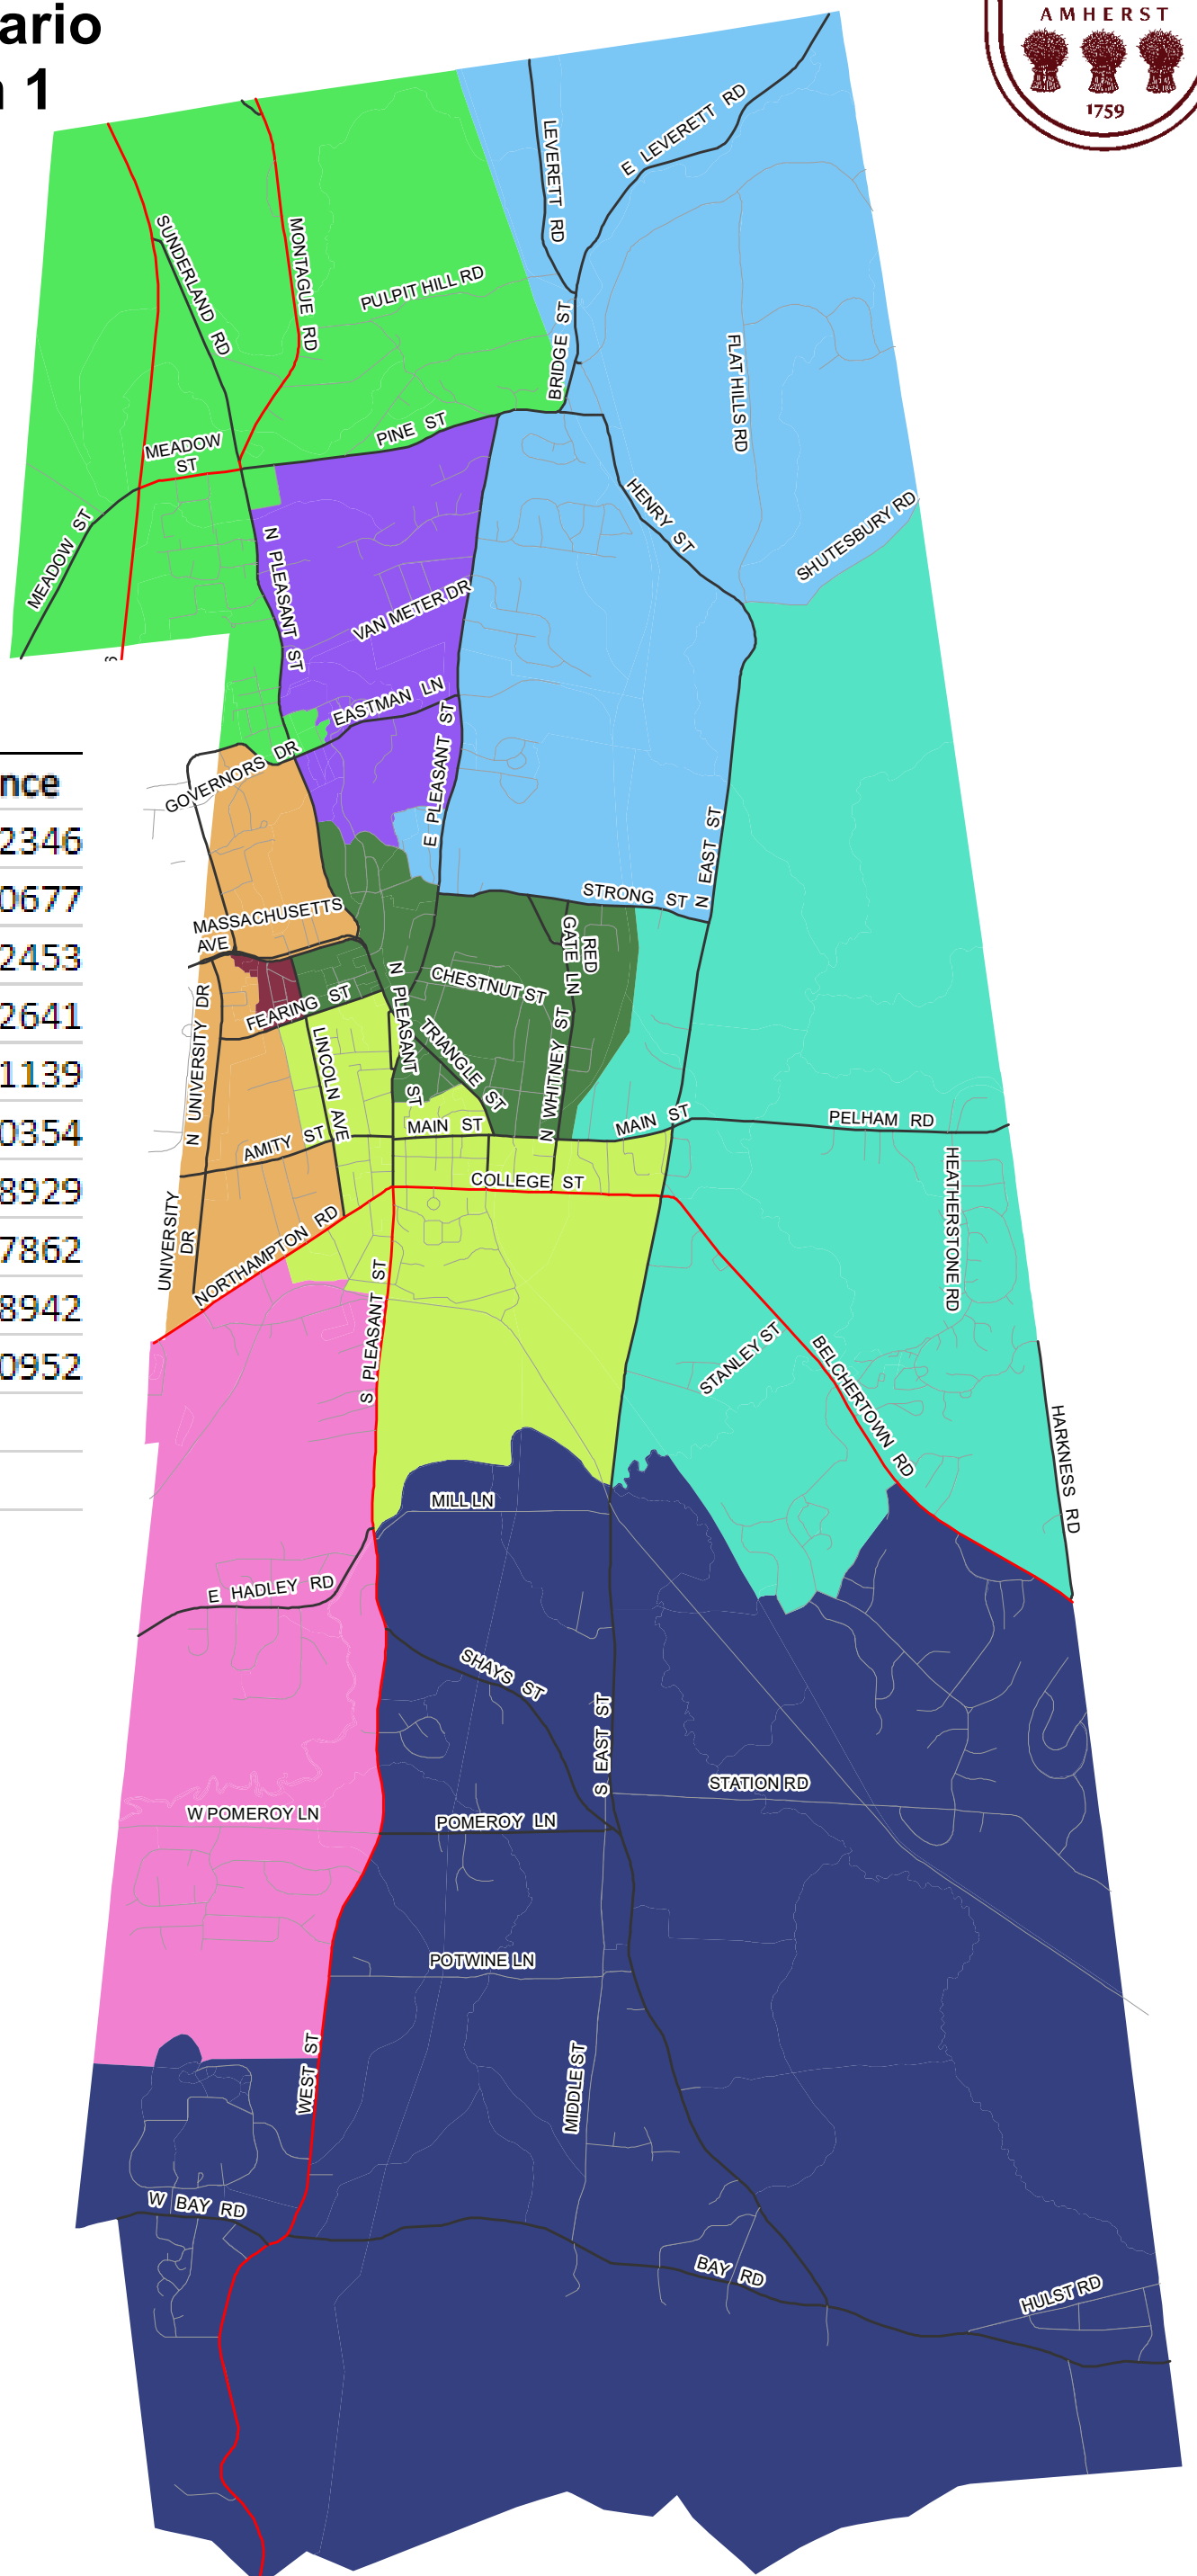 ario
n 1
AMHERST
1759
LEVERETT RD
E LEVERETT RD
SUNDERLAND RD
MONTAGUE RD
PULPIT HILL RD
BRIDGE ST
FLAT HILLS RD
MEADOW
ST
PINE ST
HENRY ST
SHUTESBURY RD
MEADOW ST
N PLEASANT ST
VAN METER DR
EASTMAN LN
E PLEASANT ST
GOVERNORS DR
nce
2346
0677
2453
2641
1139
0354
8929
7862
8942
0952
N EAST ST
STRONG ST
MASSACHUSETTS
AVE
RED
GATE LN
N PLEASANT ST
CHESTNUT ST
FEARING ST
N UNIVERSITY DR
LINCOLN AVE
TRIANGLE ST
N WHITNEY ST
MAIN ST
MAIN ST
PELHAM RD
AMITY ST
COLLEGE ST
HEATHERSTONE RD
UNIVERSITY
DR
NORTHAMPTON RD
S PLEASANT ST
STANLEY ST
BELCHERTOWN RD
HARKNESS RD
MILL LN
E HADLEY RD
SHAYS ST
S EAST ST
STATION RD
W POMEROY LN
POMEROY LN
POTWINE LN
WEST ST
MIDDLE ST
W BAY RD
BAY RD
HULST RD